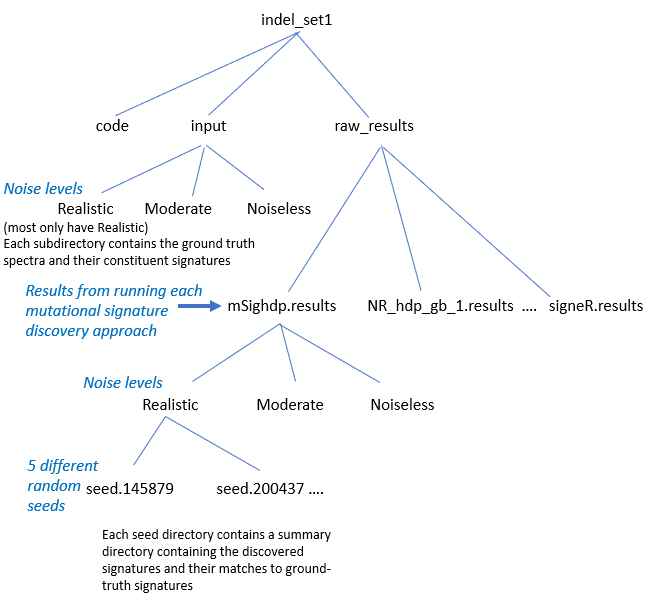 indel_set1
code
input
raw_results
Noise levels
Realistic
Moderate
Noiseless
(most only have Realistic)
Each subdirectory contains the ground truth
spectra and their constituent signatures
Results from running each
mutational signature
discovery approach
mSighdp.results
NR_hdp_gb_1.results
....
signeR.results
Noise levels
Realistic
Moderate
Noiseless
5 different
random
seeds
seed.145879
seed.200437 ....
Each seed directory contains a summary
directory containing the discovered
signatures and their matches to ground-
truth signatures